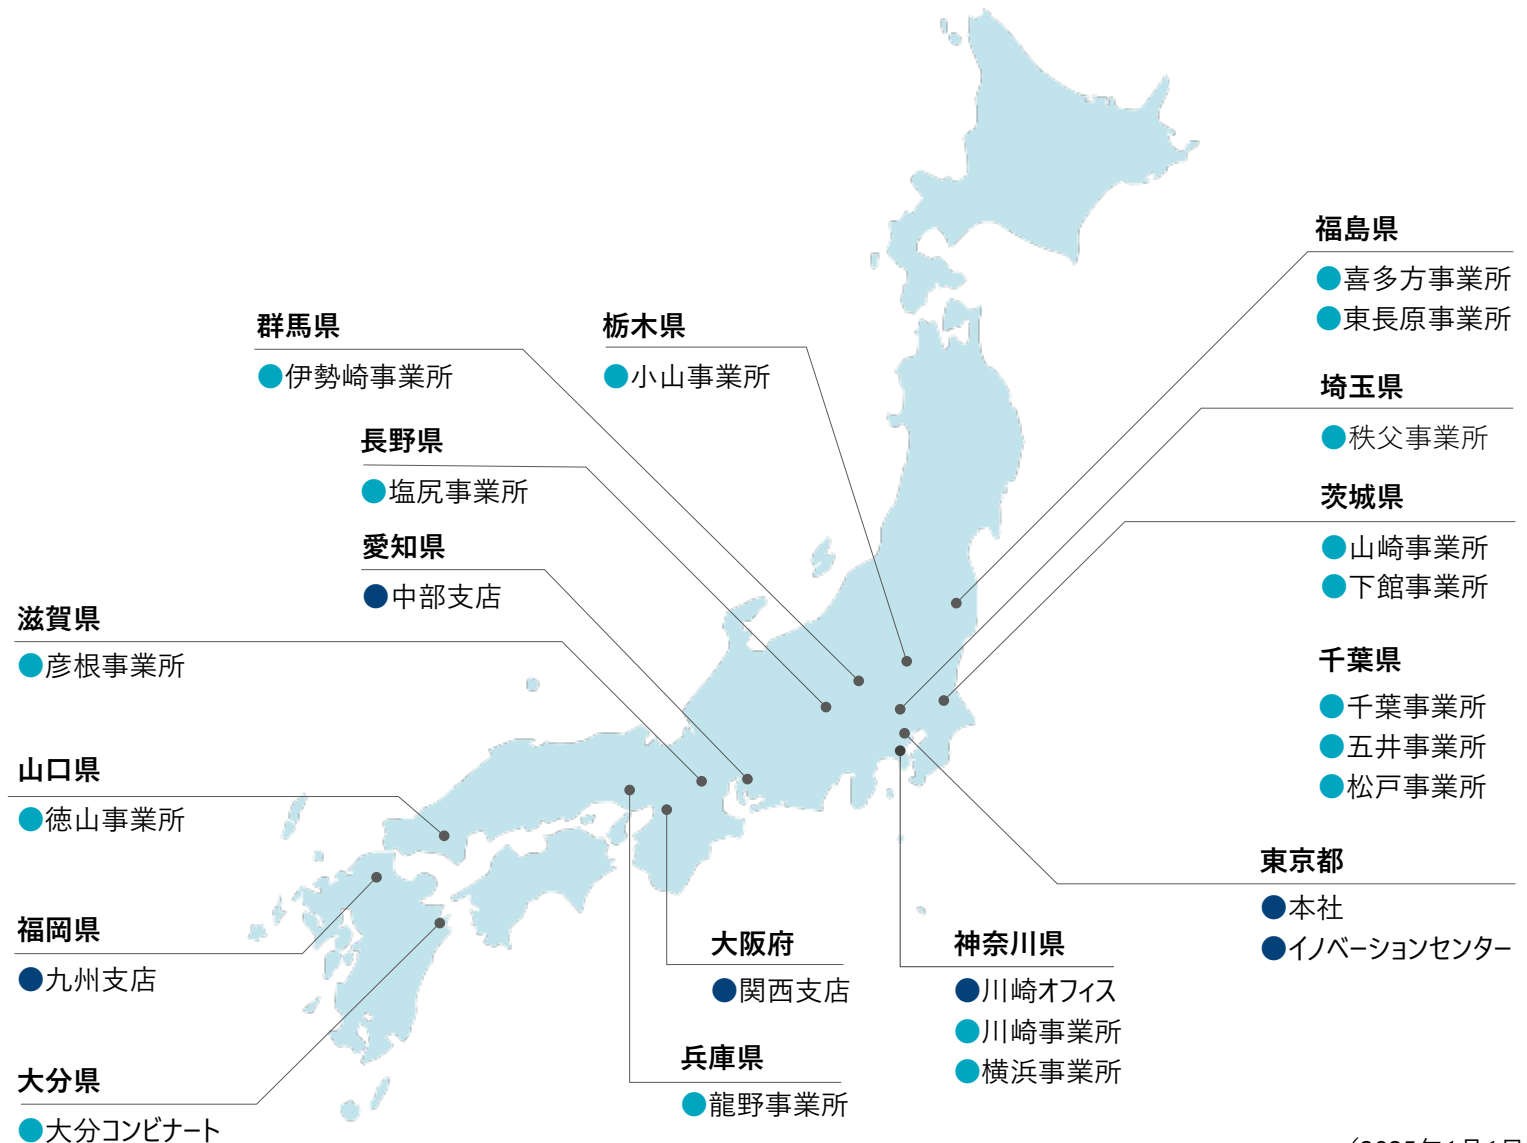 福島県
●喜多方事業所
●東長原事業所
群馬県
●伊勢崎事業所
栃木県
●小山事業所
埼玉県
●秩父事業所
長野県
●塩尻事業所
茨城県
●山崎事業所
●下館事業所
愛知県
●中部支店
滋賀県
●彦根事業所
千葉県
●千葉事業所
●五井事業所
●松戸事業所
山口県
●徳山事業所
東京都
●本社
●イノベーションセンター
福岡県
●九州支店
大阪府
●関西支店
神奈川県
●川崎オフィス
●川崎事業所
●横浜事業所
兵庫県
●龍野事業所
大分県
●大分コンビナート